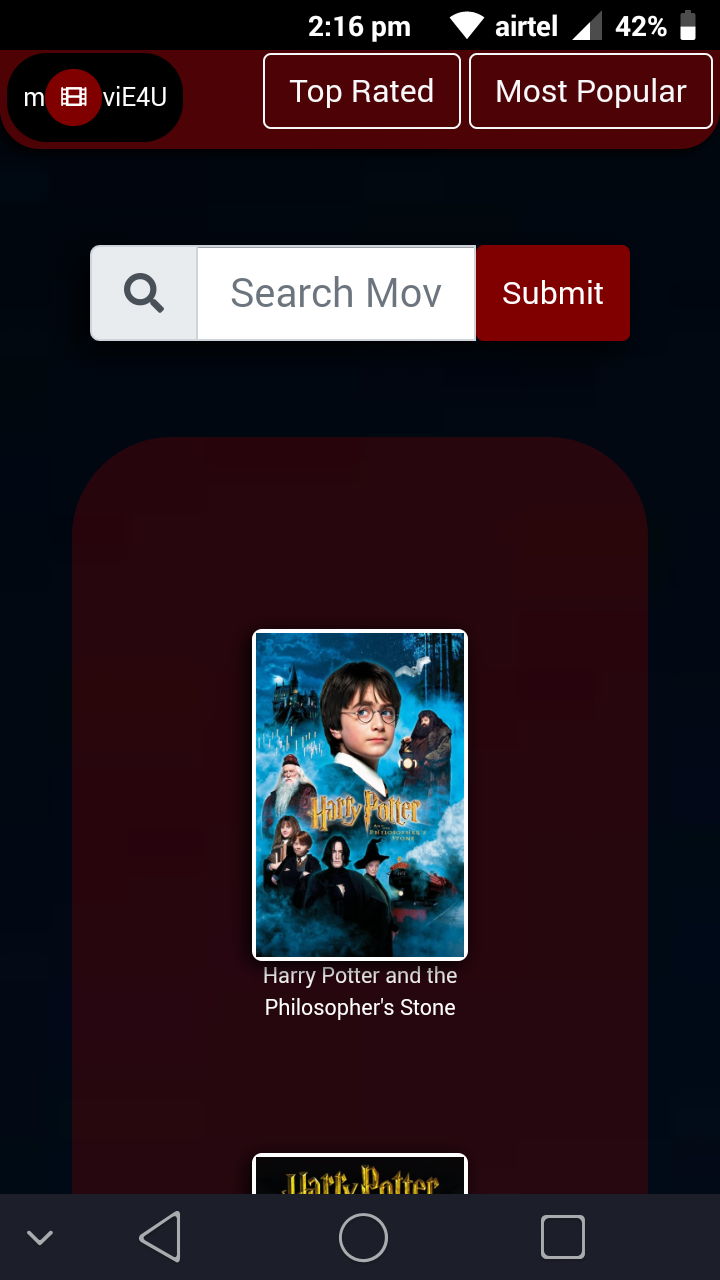 2:16 pm airtel 42%
m viE4U
Top Rated
Most Popular
Search Mov
Submit
Harry Potter
AND THE
PHILOSOPHER'S
STONE
Harry Potter and the
Philosopher's Stone
Harry Potter